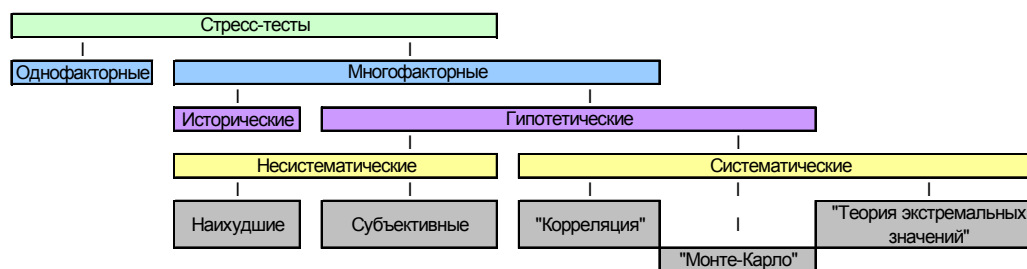 Стресс-тесты
Однофакторные
Многофакторные
Исторические
Гипотетические
Несистематические
Систематические
Наихудшие
Субъективные
"Корреляция"
"Теория экстремальных
значений"
"Монте-Карло"